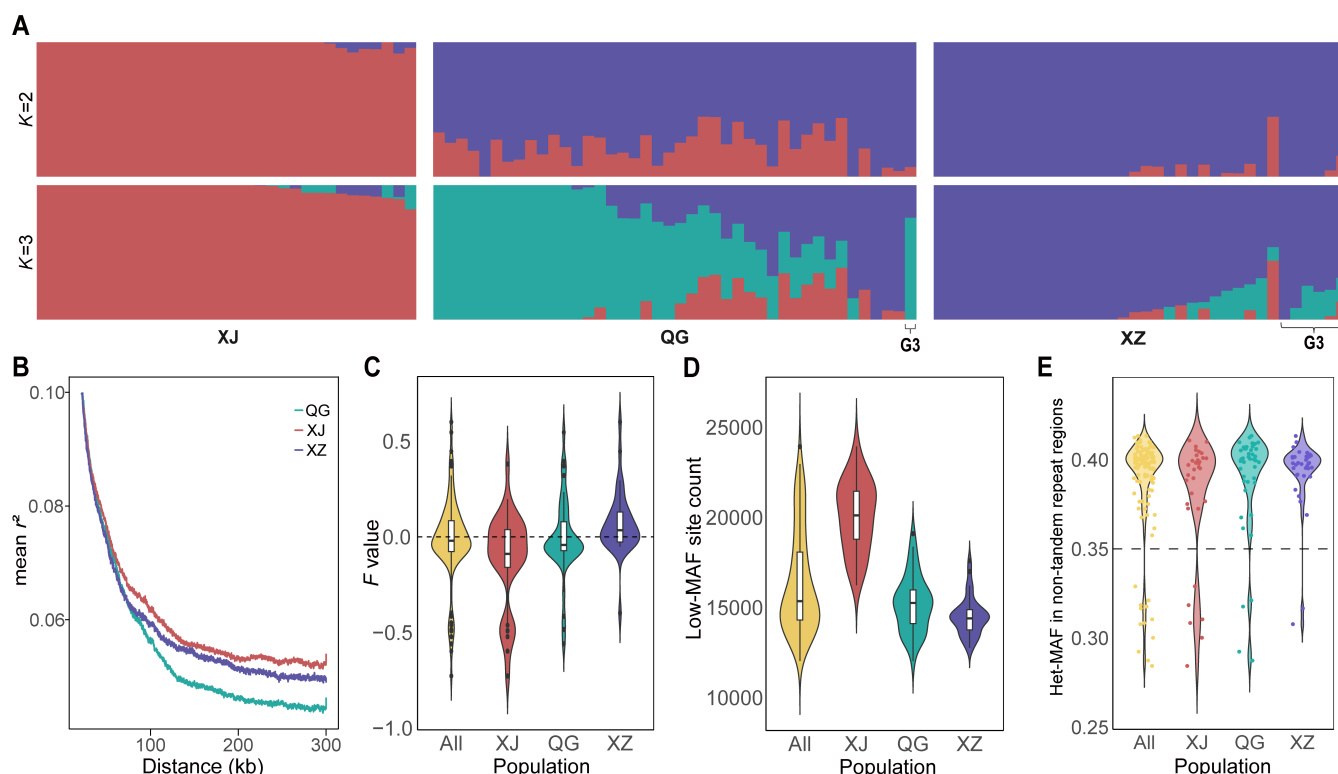 A
K=2
K=3
XJ
QG
G3
XZ
G3
B
mean r²
0.10
0.08
0.06
QG
XJ
XZ
100
200
300
Distance (kb)
C
F value
0.5
0.0
−0.5
−1.0
All
XJ
QG
XZ
Population
D
Low-MAF site count
25000
20000
15000
10000
All
XJ
QG
XZ
Population
E
Het-MAF in non-tandem repeat regions
0.40
0.35
0.30
0.25
All
XJ
QG
XZ
Population